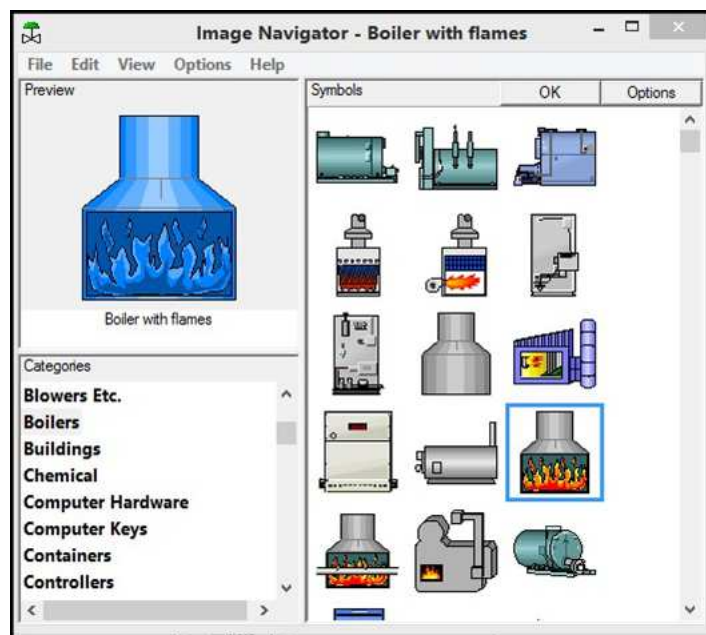 Image Navigator - Boiler with flames
File Edit View Options Help
Preview
Boiler with flames
Categories
Blowers Etc.
Boilers
Buildings
Chemical
Computer Hardware
Computer Keys
Containers
Controllers
Symbols OK Options